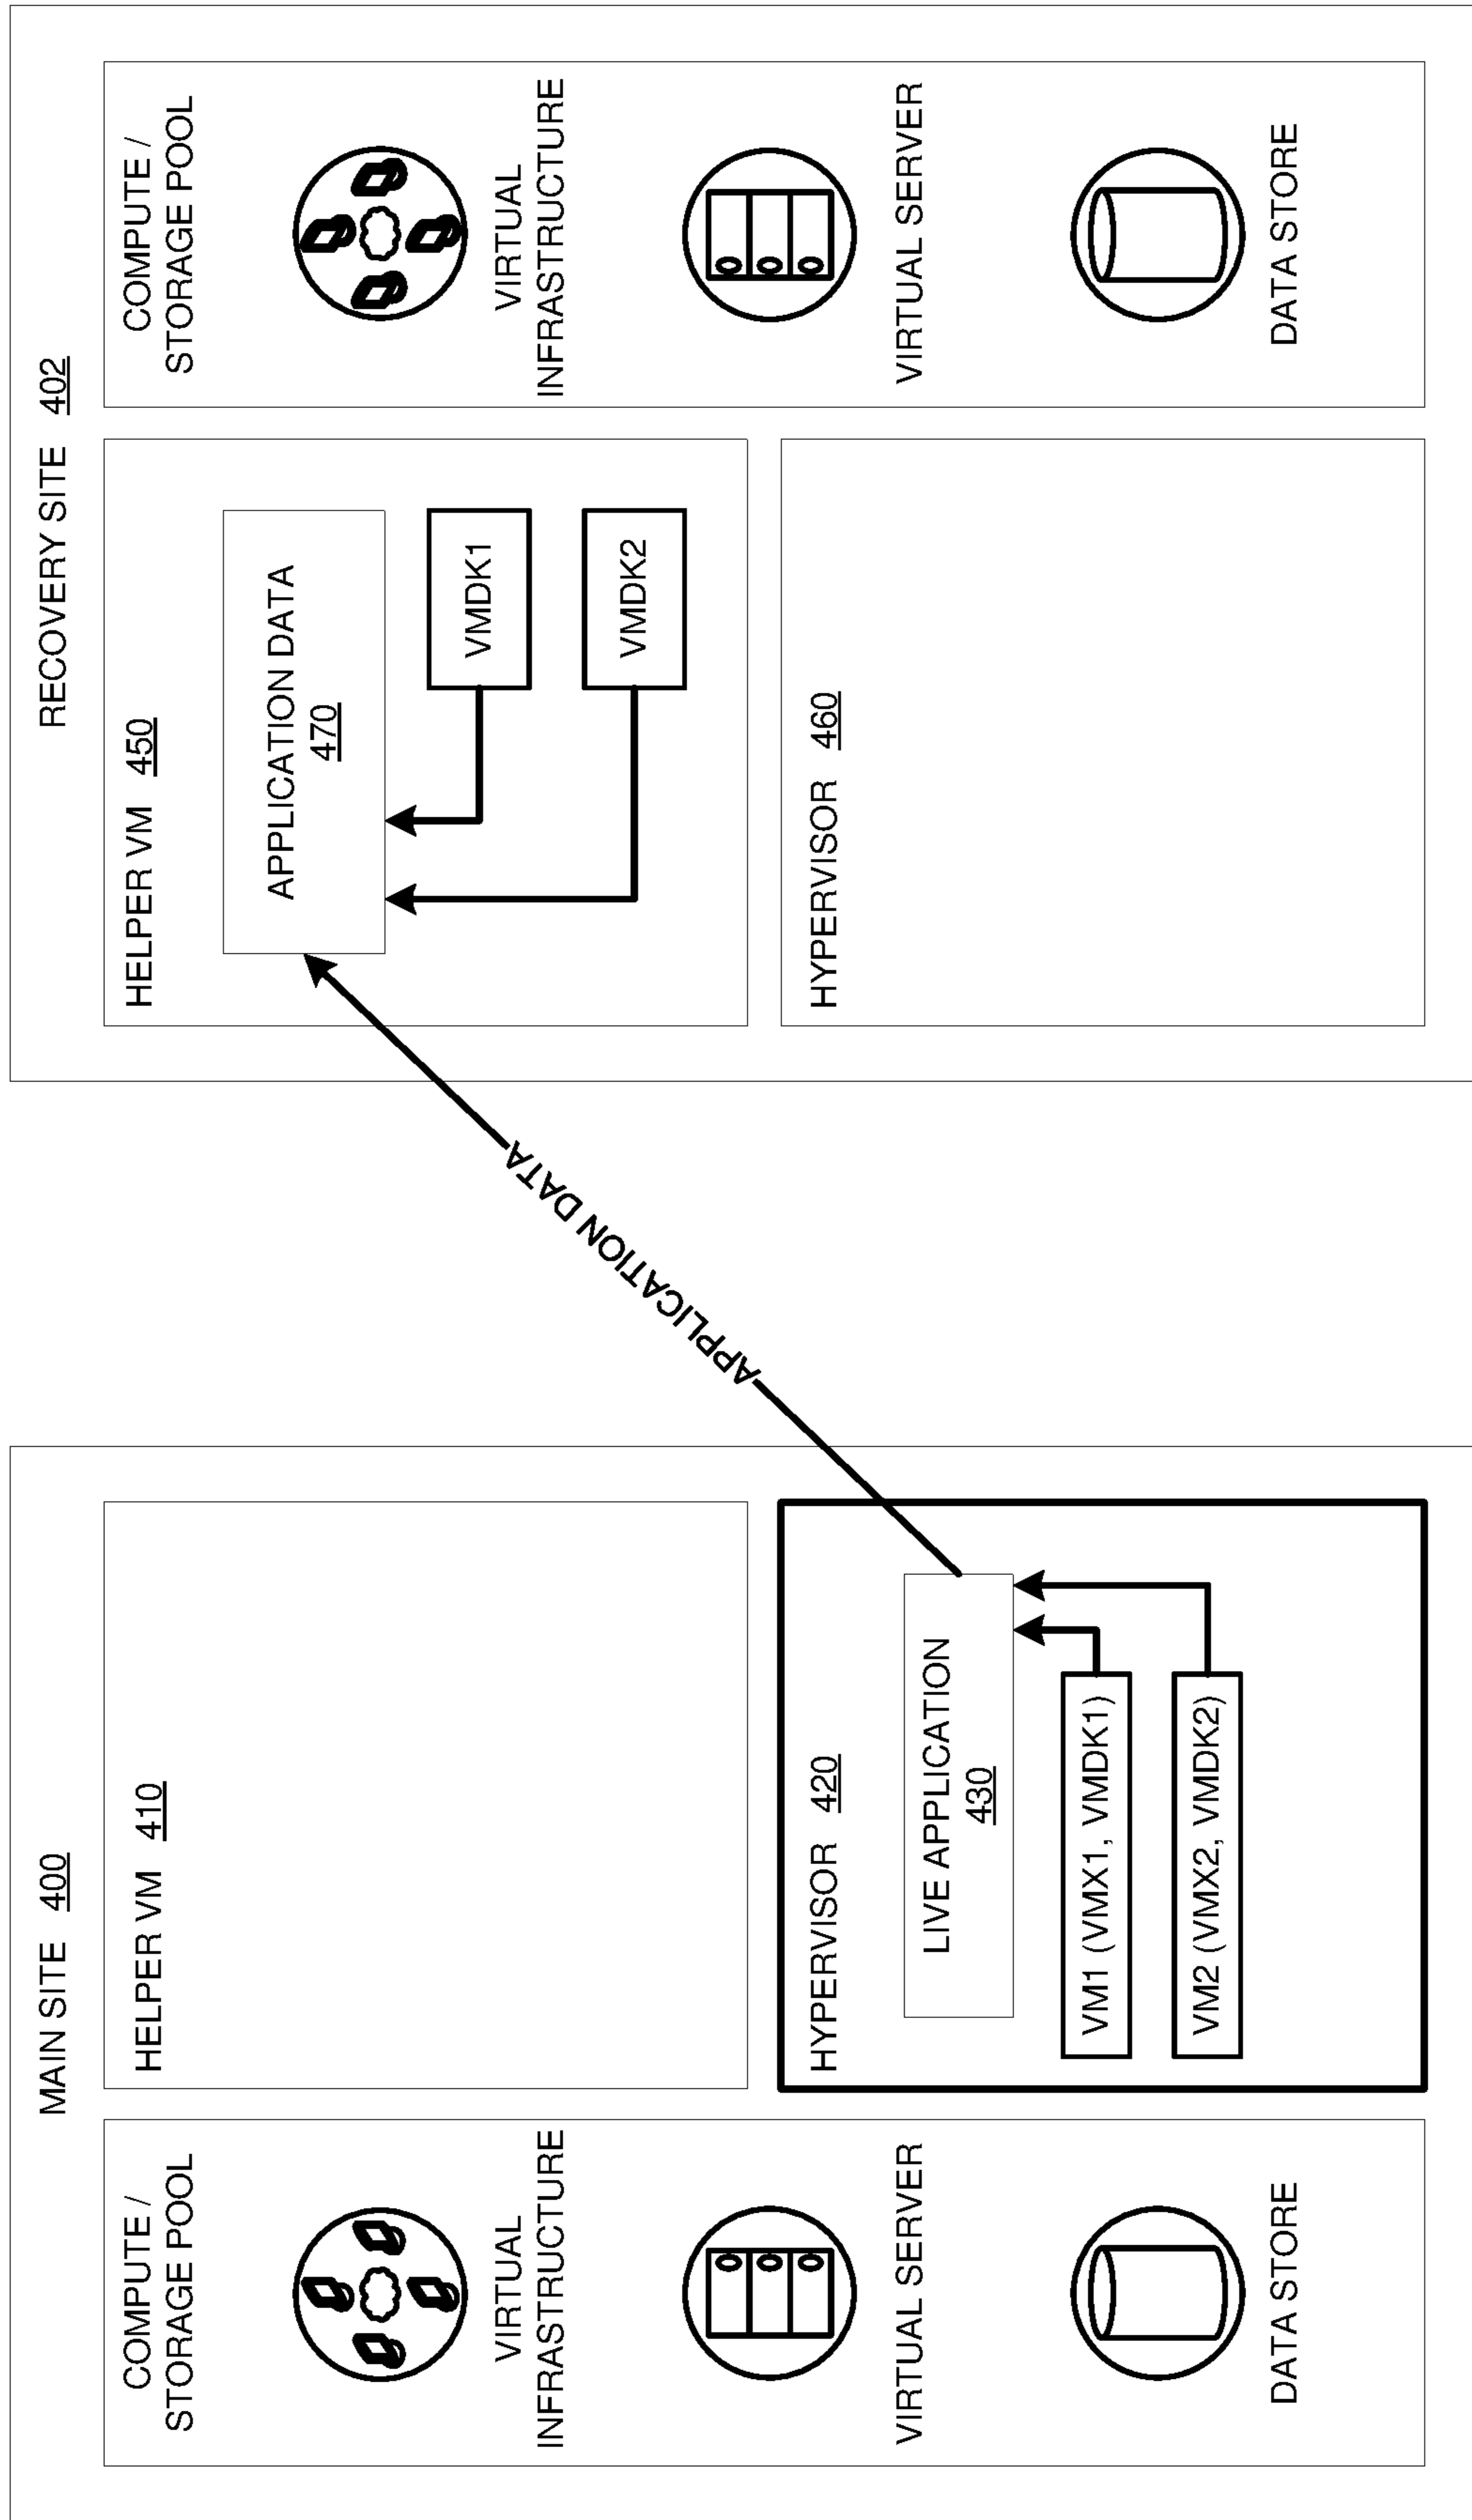 MAIN SITE 400
COMPUTE /
STORAGE POOL
VIRTUAL
INFRASTRUCTURE
VIRTUAL SERVER
DATA STORE
HELPER VM 410
HYPERVISOR 420
LIVE APPLICATION
430
VM1 (VMX1, VMDK1)
VM2 (VMX2, VMDK2)
APPLICATION DATA
RECOVERY SITE 402
HELPER VM 450
APPLICATION DATA
470
VMDK1
VMDK2
HYPERVISOR 460
COMPUTE /
STORAGE POOL
VIRTUAL
INFRASTRUCTURE
VIRTUAL SERVER
DATA STORE